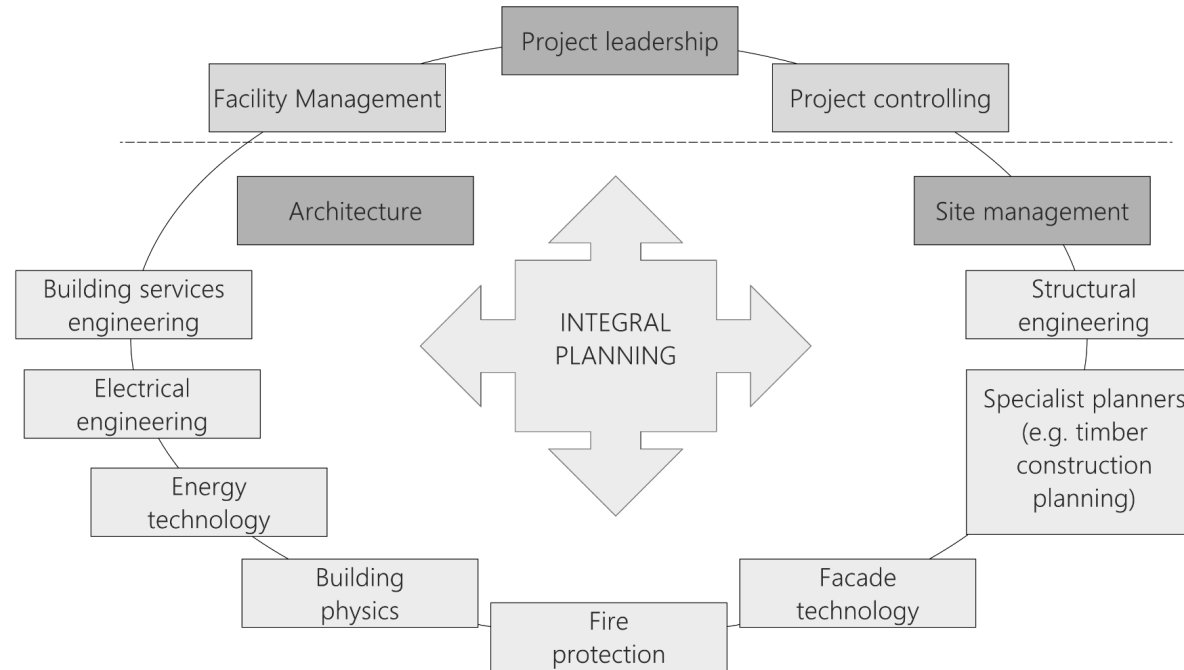 Project leadership
Facility Management
Project controlling
Architecture
Site management
Building services
engineering
INTEGRAL
PLANNING
Structural
engineering
Electrical
engineering
Specialist planners
(e.g. timber
construction
planning)
Energy
technology
Building
physics
Facade
technology
Fire
protection